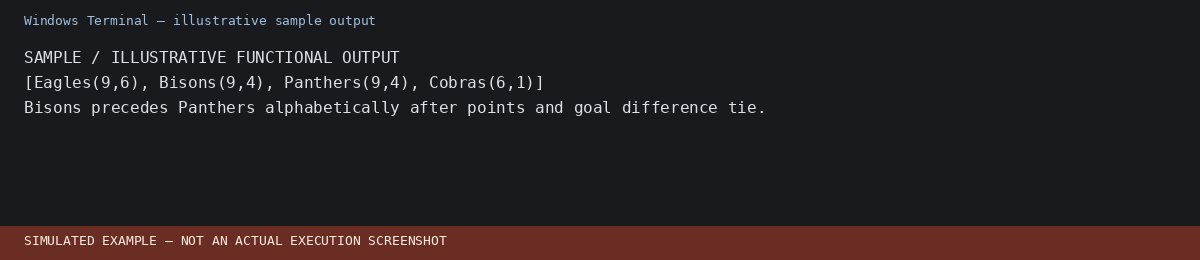 Windows Terminal — illustrative sample output
SAMPLE / ILLUSTRATIVE FUNCTIONAL OUTPUT
[Eagles(9,6), Bisons(9,4), Panthers(9,4), Cobras(6,1)]
Bisons precedes Panthers alphabetically after points and goal difference tie.
SIMULATED EXAMPLE — NOT AN ACTUAL EXECUTION SCREENSHOT